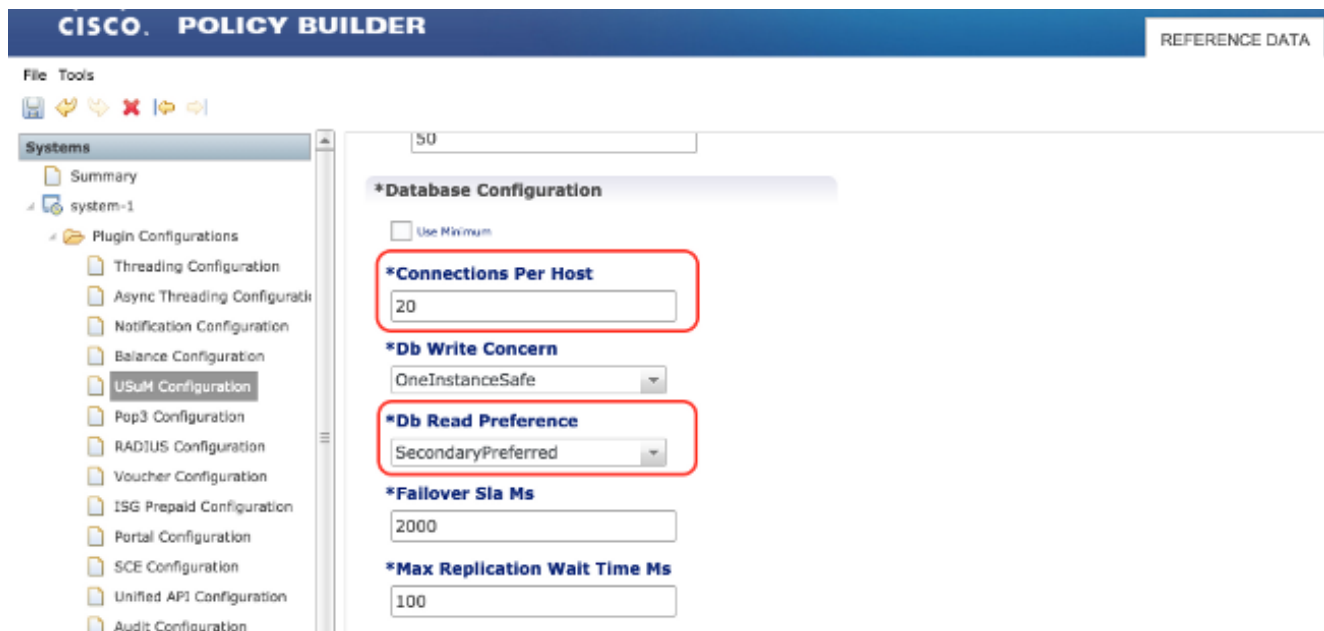 CISCO. POLICY BUILDER
REFERENCE DATA
File Tools
Systems
Summary
system-1
Plugin Configurations
Threading Configuration
Async Threading Configurati
Notification Configuration
Balance Configuration
USuM Configuration
Pop3 Configuration
RADIUS Configuration
Voucher Configuration
ISG Prepaid Configuration
Portal Configuration
SCE Configuration
Unified API Configuration
Audit Configuration
50
*Database Configuration
Use Minimum
*Connections Per Host
20
*Db Write Concern
OneInstanceSafe
*Db Read Preference
SecondaryPreferred
*Failover Sla Ms
2000
*Max Replication Wait Time Ms
100